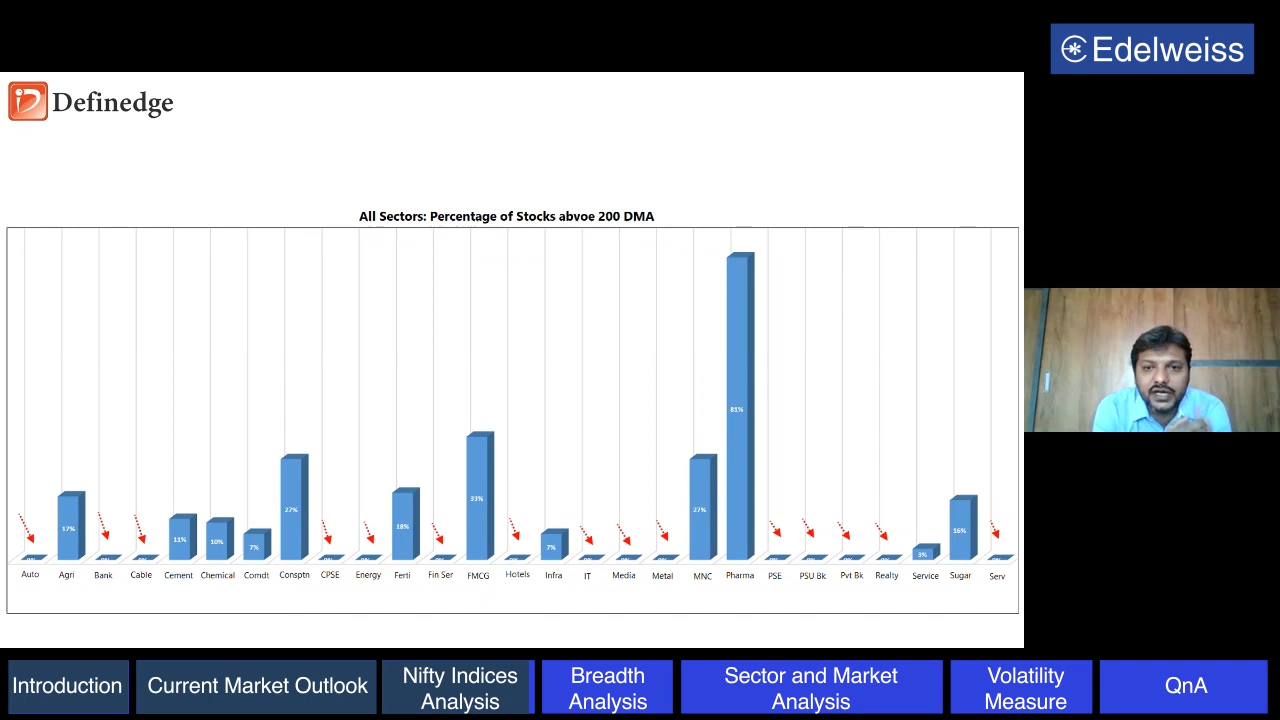 Edelweiss
Definedge
All Sectors: Percentage of Stocks abvoe 200 DMA
17%
11%
10%
7%
27%
18%
33%
7%
27%
81%
3%
16%
Auto Agri Bank Cable Cement Chemical Comdt Consptn CPSE Energy Ferti Fin Ser FMCG Hotels Infra IT Media Metal MNC Pharma PSE PSU Bk Pvt Bk Realty Service Sugar Serv
Introduction
Current Market Outlook
Nifty Indices
Analysis
Breadth
Analysis
Sector and Market
Analysis
Volatility
Measure
QnA